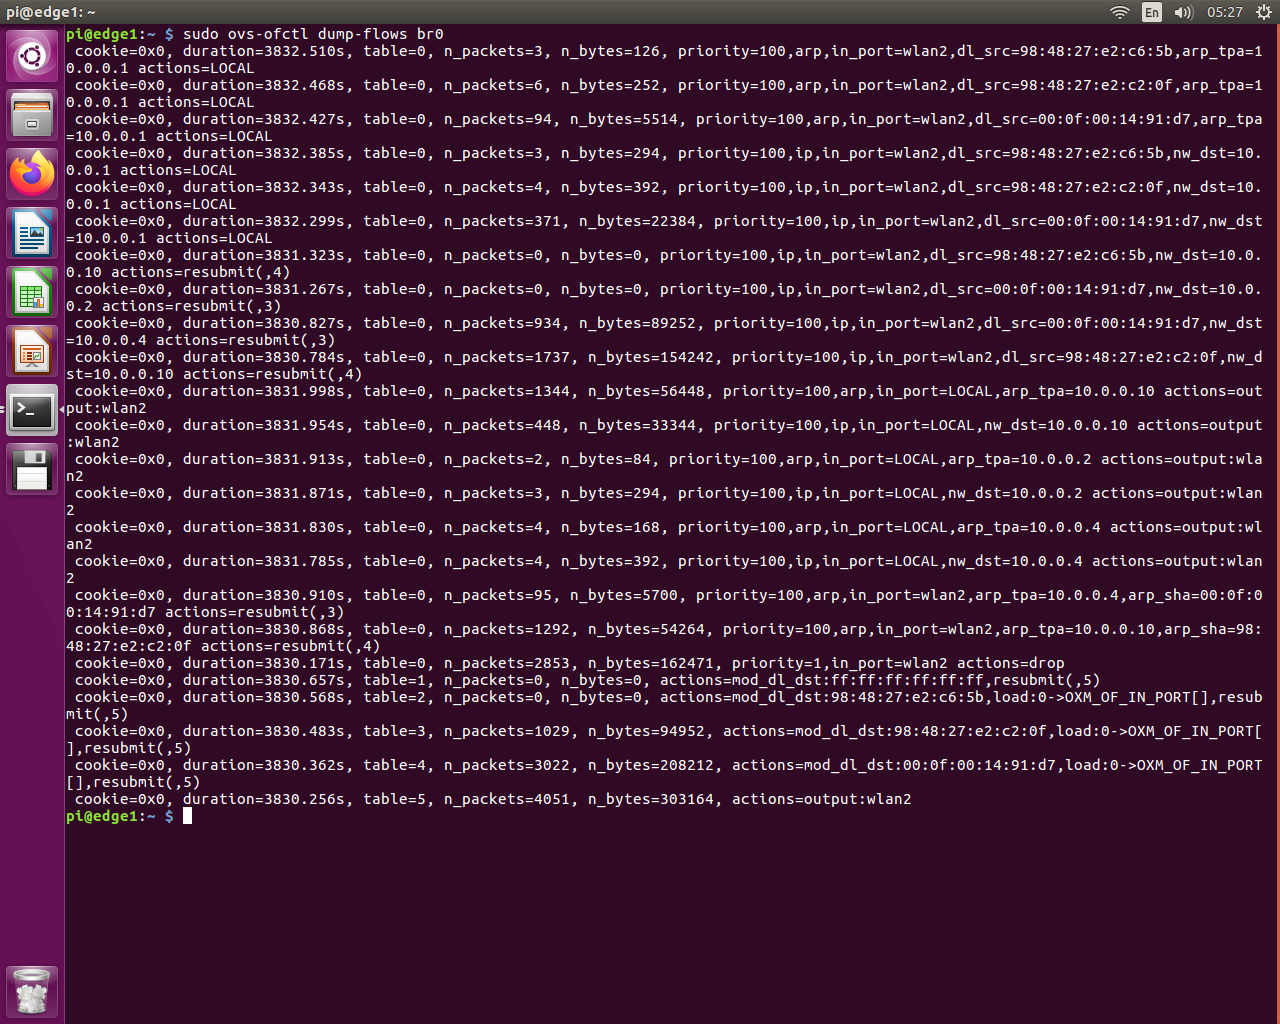 pi@edge1: ~
En
05:27
pi@edge1:~ $ sudo ovs-ofctl dump-flows br0
cookie=0x0, duration=3832.510s, table=0, n_packets=3, n_bytes=126, priority=100,arp,in_port=wlan2,dl_src=98:48:27:e2:c6:5b,arp_tpa=1
0.0.0.1 actions=LOCAL
cookie=0x0, duration=3832.468s, table=0, n_packets=6, n_bytes=252, priority=100,arp,in_port=wlan2,dl_src=98:48:27:e2:c2:0f,arp_tpa=1
0.0.0.1 actions=LOCAL
cookie=0x0, duration=3832.427s, table=0, n_packets=94, n_bytes=5514, priority=100,arp,in_port=wlan2,dl_src=00:0f:00:14:91:d7,arp_tpa
=10.0.0.1 actions=LOCAL
cookie=0x0, duration=3832.385s, table=0, n_packets=3, n_bytes=294, priority=100,ip,in_port=wlan2,dl_src=98:48:27:e2:c6:5b,nw_dst=10.
0.0.1 actions=LOCAL
cookie=0x0, duration=3832.343s, table=0, n_packets=4, n_bytes=392, priority=100,ip,in_port=wlan2,dl_src=98:48:27:e2:c2:0f,nw_dst=10.
0.0.1 actions=LOCAL
cookie=0x0, duration=3832.299s, table=0, n_packets=371, n_bytes=22384, priority=100,ip,in_port=wlan2,dl_src=00:0f:00:14:91:d7,nw_dst
=10.0.0.1 actions=LOCAL
cookie=0x0, duration=3831.323s, table=0, n_packets=0, n_bytes=0, priority=100,ip,in_port=wlan2,dl_src=98:48:27:e2:c6:5b,nw_dst=10.0.
0.10 actions=resubmit(,4)
cookie=0x0, duration=3831.267s, table=0, n_packets=0, n_bytes=0, priority=100,ip,in_port=wlan2,dl_src=00:0f:00:14:91:d7,nw_dst=10.0.
0.2 actions=resubmit(,3)
cookie=0x0, duration=3830.827s, table=0, n_packets=934, n_bytes=89252, priority=100,ip,in_port=wlan2,dl_src=00:0f:00:14:91:d7,nw_dst
=10.0.0.4 actions=resubmit(,3)
cookie=0x0, duration=3830.784s, table=0, n_packets=1737, n_bytes=154242, priority=100,ip,in_port=wlan2,dl_src=98:48:27:e2:c2:0f,nw_d
st=10.0.0.10 actions=resubmit(,4)
cookie=0x0, duration=3831.998s, table=0, n_packets=1344, n_bytes=56448, priority=100,arp,in_port=LOCAL,arp_tpa=10.0.0.10 actions=out
put:wlan2
cookie=0x0, duration=3831.954s, table=0, n_packets=448, n_bytes=33344, priority=100,ip,in_port=LOCAL,nw_dst=10.0.0.10 actions=output
:wlan2
cookie=0x0, duration=3831.913s, table=0, n_packets=2, n_bytes=84, priority=100,arp,in_port=LOCAL,arp_tpa=10.0.0.2 actions=output:wla
n2
cookie=0x0, duration=3831.871s, table=0, n_packets=3, n_bytes=294, priority=100,ip,in_port=LOCAL,nw_dst=10.0.0.2 actions=output:wlan
2
cookie=0x0, duration=3831.830s, table=0, n_packets=4, n_bytes=168, priority=100,arp,in_port=LOCAL,arp_tpa=10.0.0.4 actions=output:wl
an2
cookie=0x0, duration=3831.785s, table=0, n_packets=4, n_bytes=392, priority=100,ip,in_port=LOCAL,nw_dst=10.0.0.4 actions=output:wlan
2
cookie=0x0, duration=3830.910s, table=0, n_packets=95, n_bytes=5700, priority=100,arp,in_port=wlan2,arp_tpa=10.0.0.4,arp_sha=00:0f:0
0:14:91:d7 actions=resubmit(,3)
cookie=0x0, duration=3830.868s, table=0, n_packets=1292, n_bytes=54264, priority=100,arp,in_port=wlan2,arp_tpa=10.0.0.10,arp_sha=98:
48:27:e2:c2:0f actions=resubmit(,4)
cookie=0x0, duration=3830.171s, table=0, n_packets=2853, n_bytes=162471, priority=1,in_port=wlan2 actions=drop
cookie=0x0, duration=3830.657s, table=1, n_packets=0, n_bytes=0, actions=mod_dl_dst:ff:ff:ff:ff:ff:ff,resubmit(,5)
cookie=0x0, duration=3830.568s, table=2, n_packets=0, n_bytes=0, actions=mod_dl_dst:98:48:27:e2:c6:5b,load:0->OXM_OF_IN_PORT[],resub
mit(,5)
cookie=0x0, duration=3830.483s, table=3, n_packets=1029, n_bytes=94952, actions=mod_dl_dst:98:48:27:e2:c2:0f,load:0->OXM_OF_IN_PORT[
],resubmit(,5)
cookie=0x0, duration=3830.362s, table=4, n_packets=3022, n_bytes=208212, actions=mod_dl_dst:00:0f:00:14:91:d7,load:0->OXM_OF_IN_PORT
[],resubmit(,5)
cookie=0x0, duration=3830.256s, table=5, n_packets=4051, n_bytes=303164, actions=output:wlan2
pi@edge1:~ $